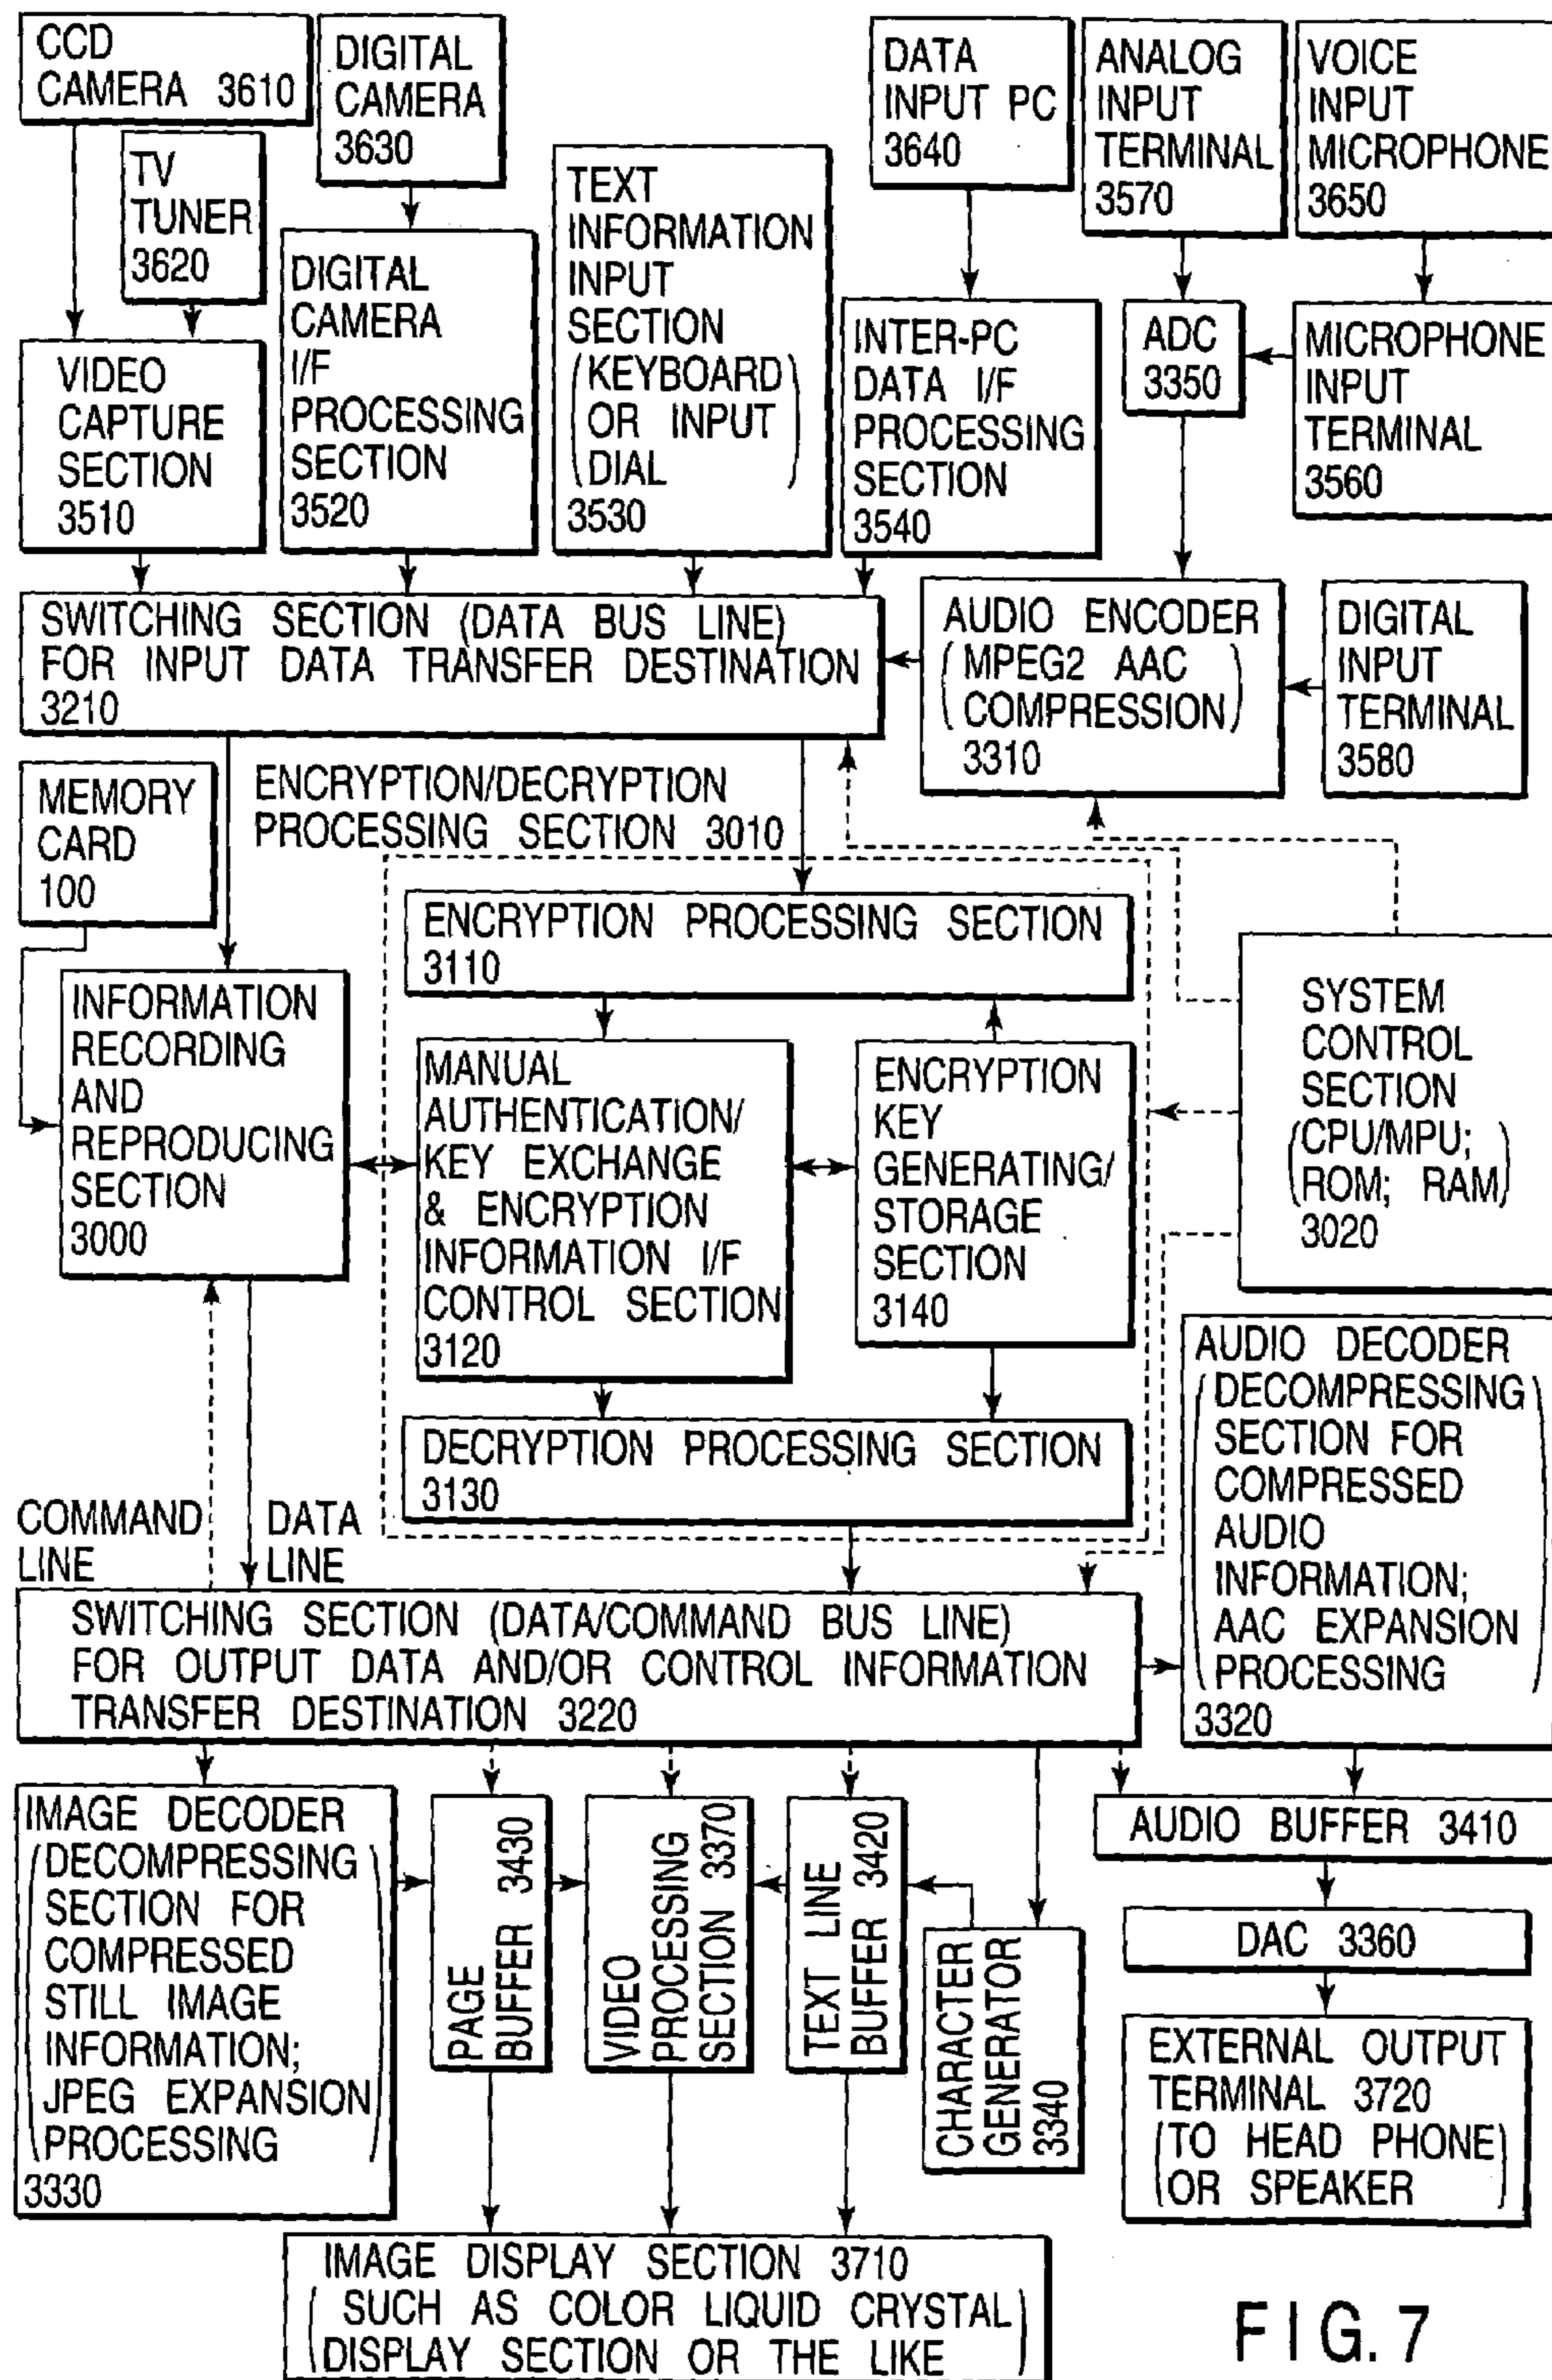 CCD
CAMERA 3610
DIGITAL
CAMERA
3630
DATA
INPUT PC
3640
ANALOG
INPUT
TERMINAL
3570
VOICE
INPUT
MICROPHONE
3650
TV
TUNER
3620
TEXT
INFORMATION
INPUT
SECTION
(KEYBOARD
OR INPUT
DIAL)
3530
DIGITAL
CAMERA
I/F
PROCESSING
SECTION
3520
VIDEO
CAPTURE
SECTION
3510
INTER-PC
DATA I/F
PROCESSING
SECTION
3540
ADC
3350
MICROPHONE
INPUT
TERMINAL
3560
SWITCHING SECTION (DATA BUS LINE)
FOR INPUT DATA TRANSFER DESTINATION
3210
AUDIO ENCODER
(MPEG2 AAC
COMPRESSION)
3310
DIGITAL
INPUT
TERMINAL
3580
MEMORY
CARD
100
ENCRYPTION/DECRYPTION
PROCESSING SECTION 3010
ENCRYPTION PROCESSING SECTION
3110
INFORMATION
RECORDING
AND
REPRODUCING
SECTION
3000
MANUAL
AUTHENTICATION/
KEY EXCHANGE
& ENCRYPTION
INFORMATION I/F
CONTROL SECTION
3120
ENCRYPTION
KEY
GENERATING/
STORAGE
SECTION
3140
SYSTEM
CONTROL
SECTION
(CPU/MPU;
ROM; RAM)
3020
DECRYPTION PROCESSING SECTION
3130
AUDIO DECODER
(DECOMPRESSING
SECTION FOR
COMPRESSED
AUDIO
INFORMATION;
AAC EXPANSION
PROCESSING)
3320
COMMAND
LINE
DATA
LINE
SWITCHING SECTION (DATA/COMMAND BUS LINE)
FOR OUTPUT DATA AND/OR CONTROL INFORMATION
TRANSFER DESTINATION 3220
IMAGE DECODER
(DECOMPRESSING
SECTION FOR
COMPRESSED
STILL IMAGE
INFORMATION;
JPEG EXPANSION
PROCESSING)
3330
PAGE
BUFFER 3430
VIDEO
PROCESSING
SECTION 3370
TEXT LINE
BUFFER 3420
CHARACTER
GENERATOR
3340
AUDIO BUFFER 3410
DAC 3360
EXTERNAL OUTPUT
TERMINAL 3720
(TO HEAD PHONE
OR SPEAKER)
IMAGE DISPLAY SECTION 3710
(SUCH AS COLOR LIQUID CRYSTAL
DISPLAY SECTION OR THE LIKE)
FIG. 7